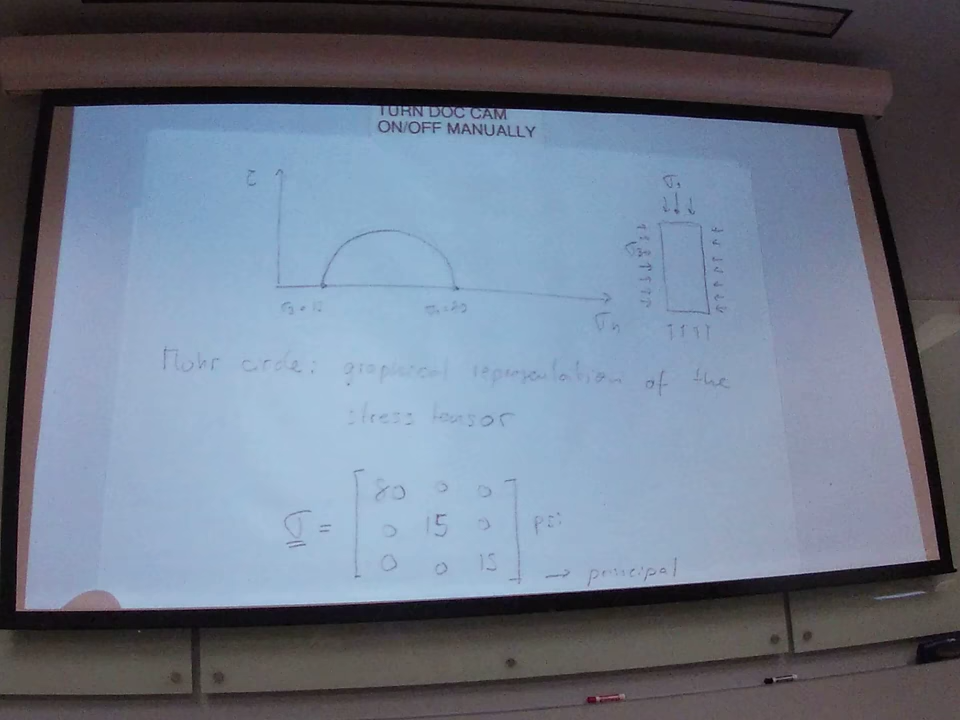 TURN DOC CAM
ON/OFF MANUALLY
τ
σ₁
σₙ
Mohr circle: graphical representation of the
stress tensor
σ = [ 80 0 0
0 15 0 psi
0 0 15 ] → principal